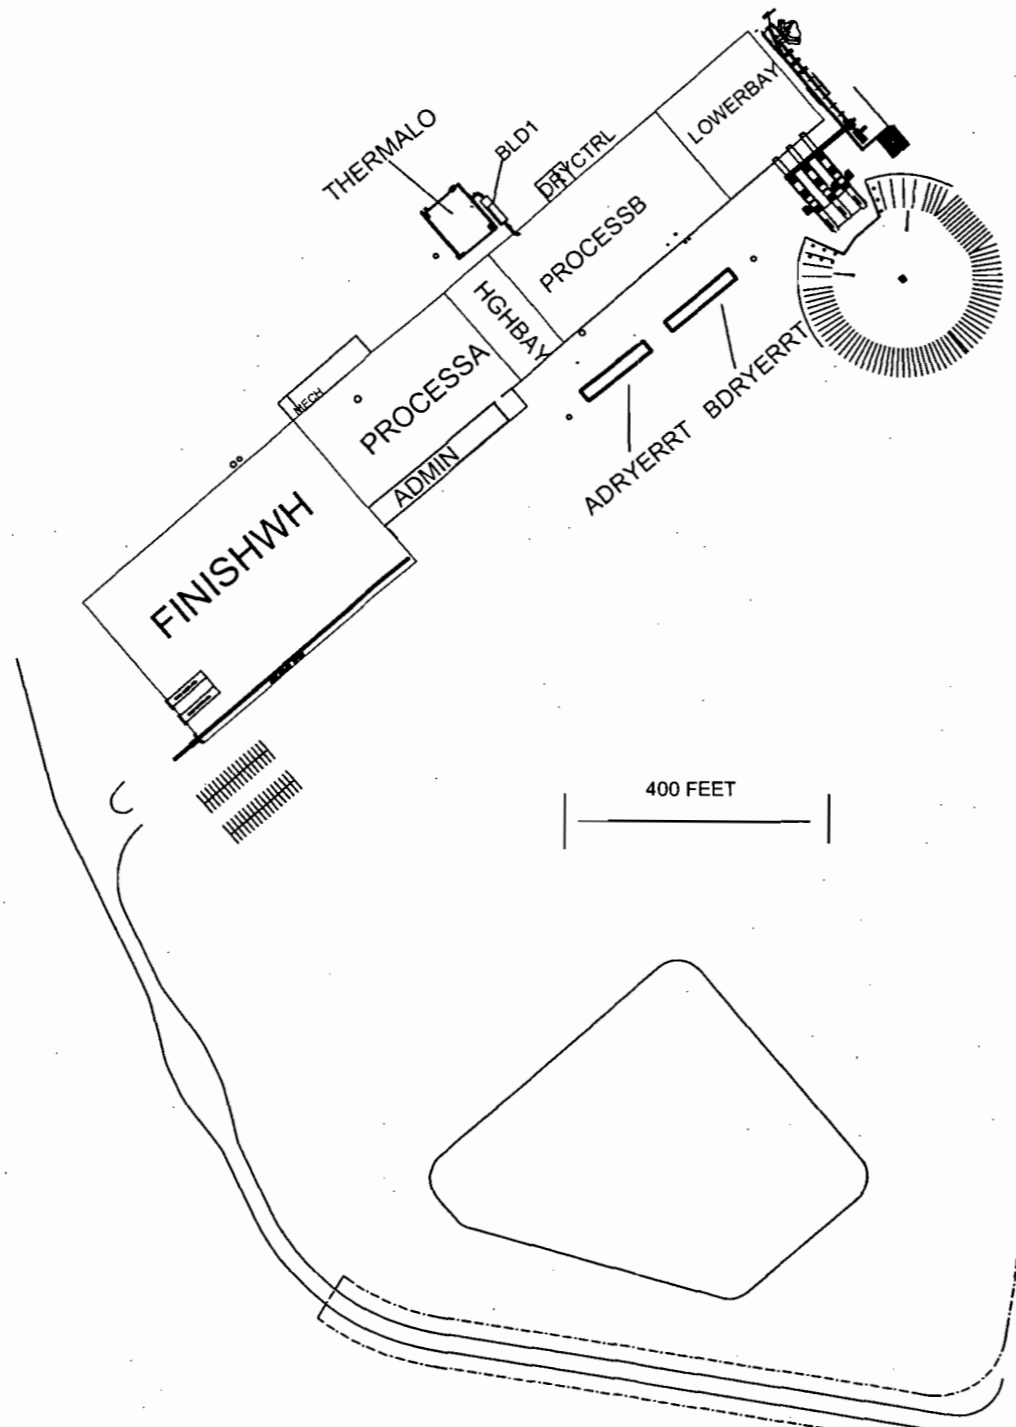 LOWERBAY
THERMALO
BLD1
DRYCTRL
PROCESSB
HGHBAY
PROCESSA
MECH
BDRYERRT
ADRYERRT
ADMIN
FINISHWH
400 FEET